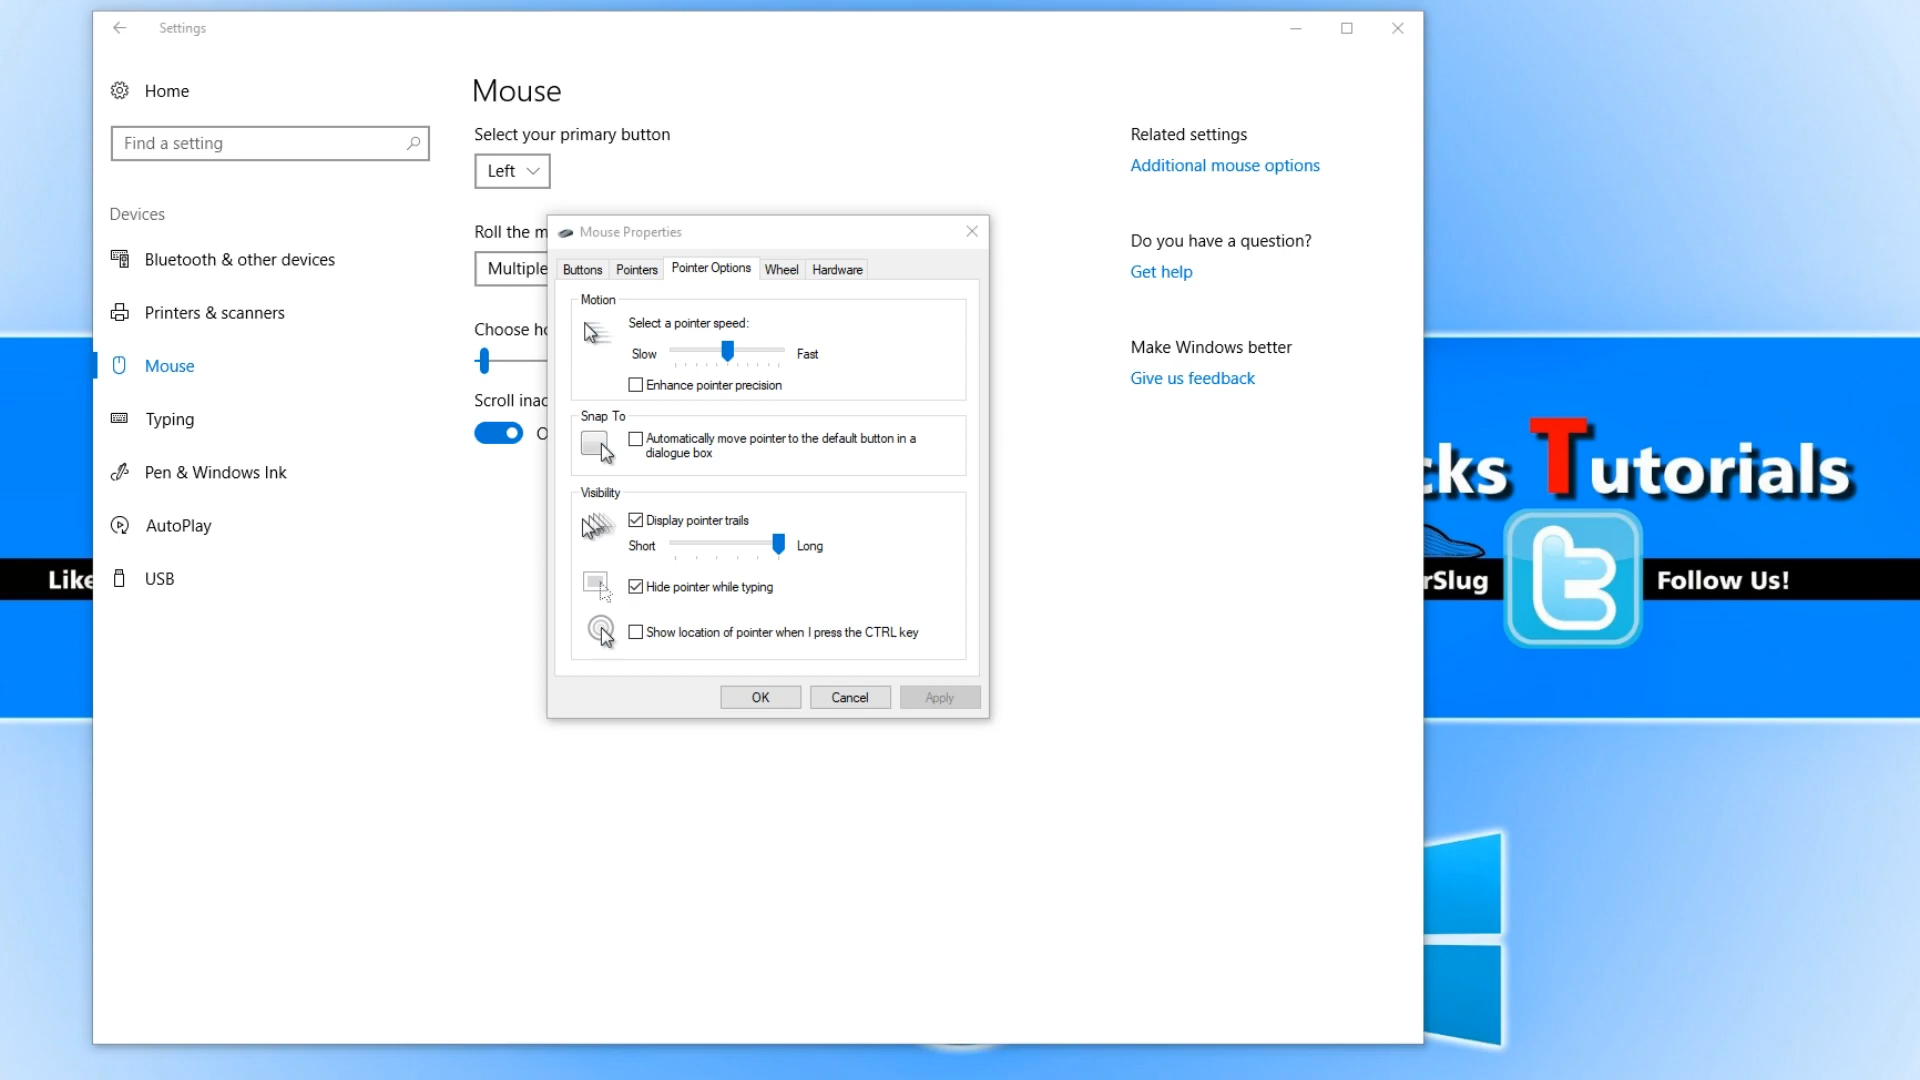 Settings
Home
Find a setting
Devices
Bluetooth & other devices
Printers & scanners
Mouse
Typing
Pen & Windows Ink
AutoPlay
USB
Mouse
Select your primary button
Left
Roll the m
Multiple
Choose ho
Scroll inac
O
Mouse Properties
Buttons Pointers Pointer Options Wheel Hardware
Motion
Select a pointer speed:
Slow Fast
Enhance pointer precision
Snap To
Automatically move pointer to the default button in a
dialogue box
Visibility
Display pointer trails
Short Long
Hide pointer while typing
Show location of pointer when I press the CTRL key
OK Cancel Apply
Related settings
Additional mouse options
Do you have a question?
Get help
Make Windows better
Give us feedback
cks Tutorials
Like
rSlug
Follow Us!